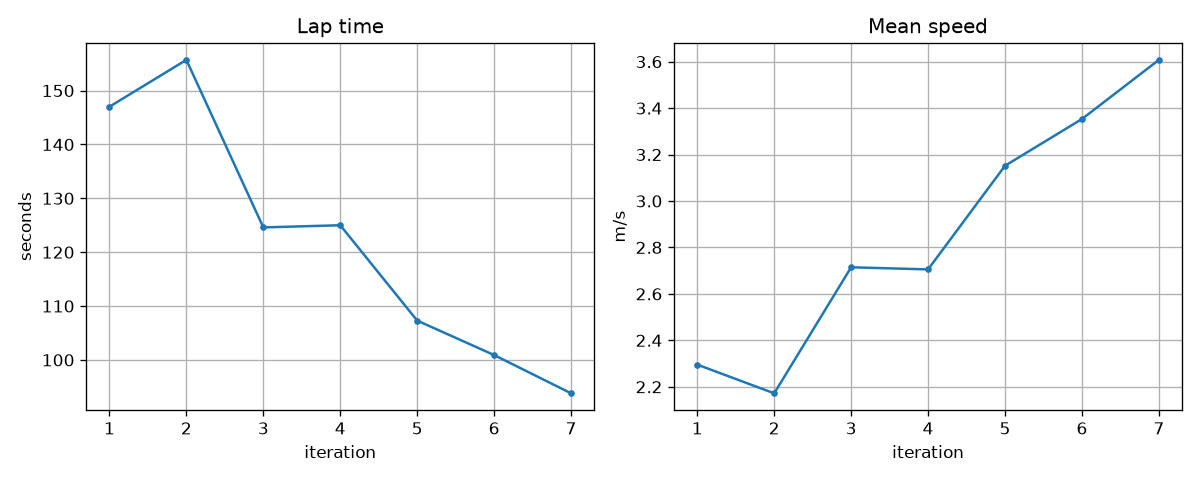 Lap time
seconds
150
140
130
120
110
100
1 2 3 4 5 6 7
iteration
Mean speed
m/s
3.6
3.4
3.2
3.0
2.8
2.6
2.4
2.2
1 2 3 4 5 6 7
iteration